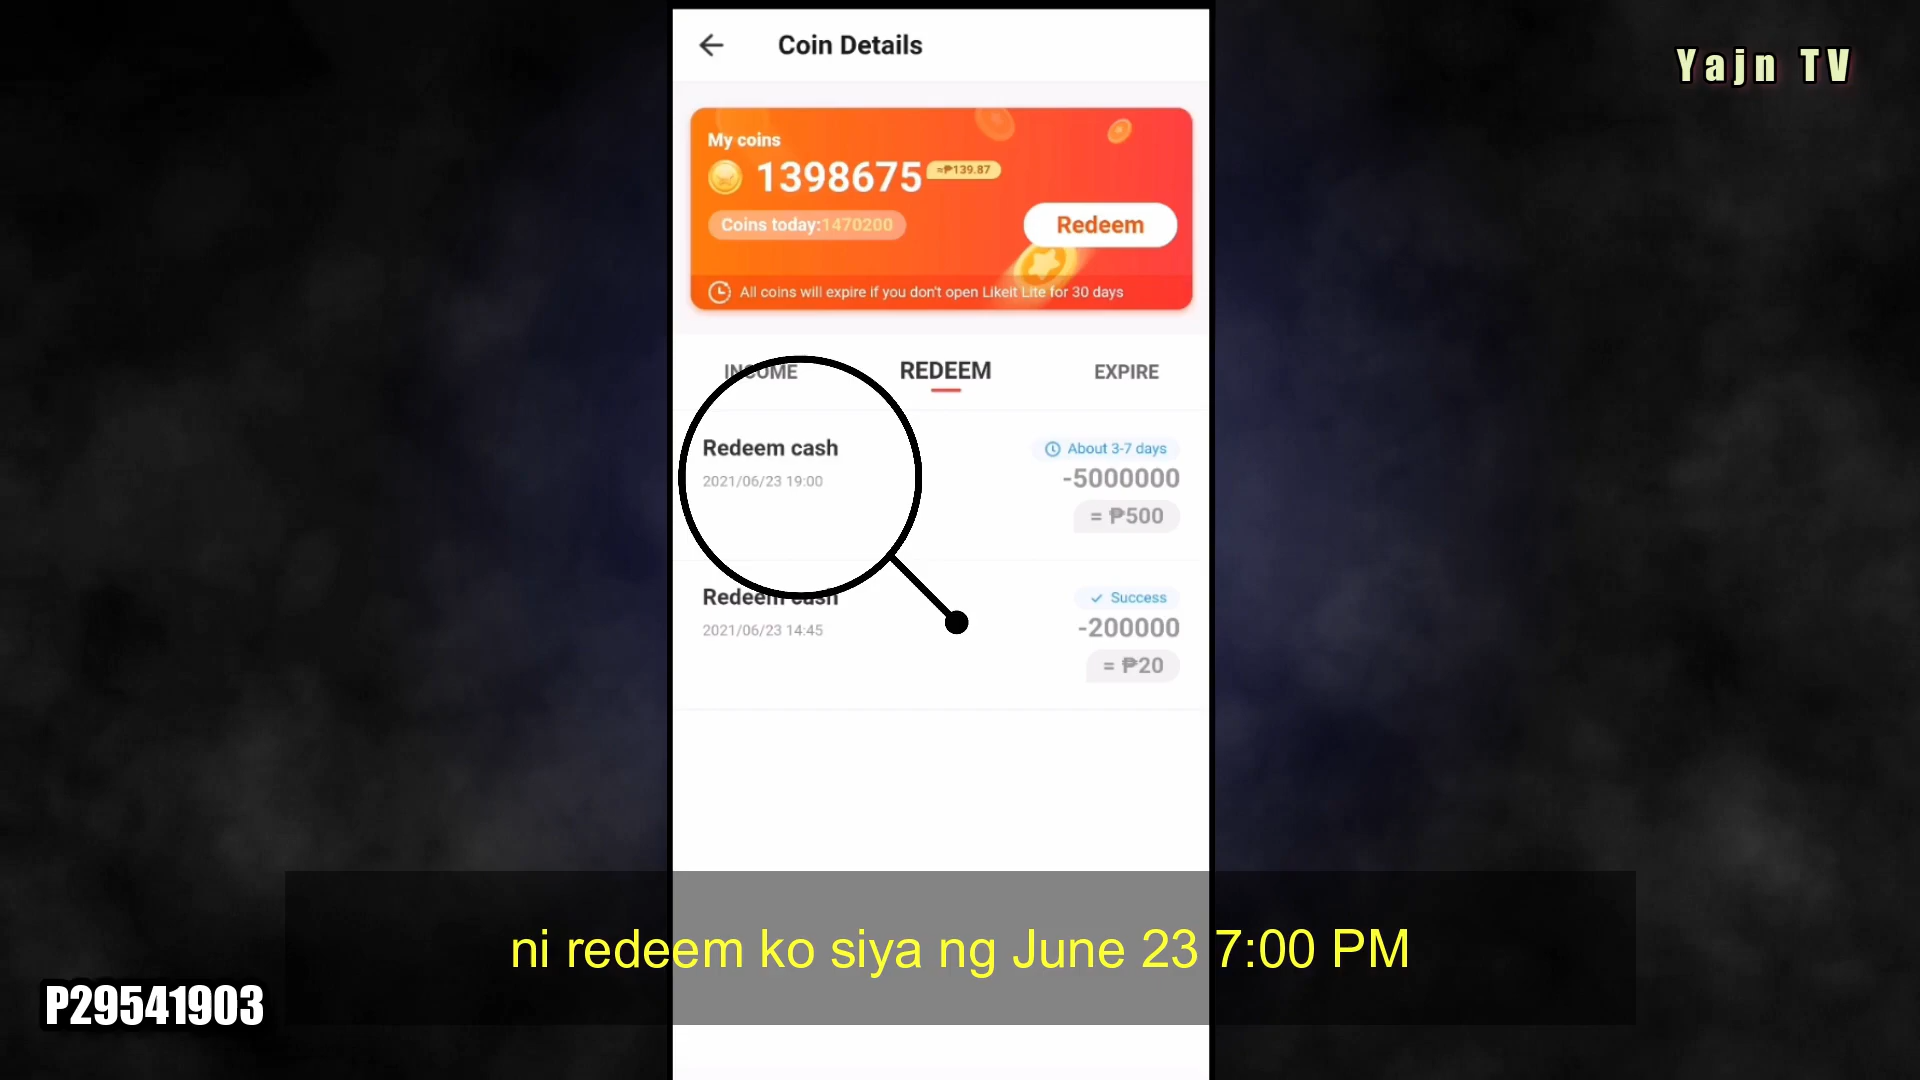 Coin Details
Yajn TV
My coins
1398675
≈₱139.87
Coins today:1470200
Redeem
All coins will expire if you don't open Likeit Lite for 30 days
INCOME
REDEEM
EXPIRE
Redeem cash
About 3-7 days
2021/06/23 19:00
-5000000
= ₱500
Redeem cash
Success
2021/06/23 14:45
-200000
= ₱20
ni redeem ko siya ng June 23 7:00 PM
P29541903